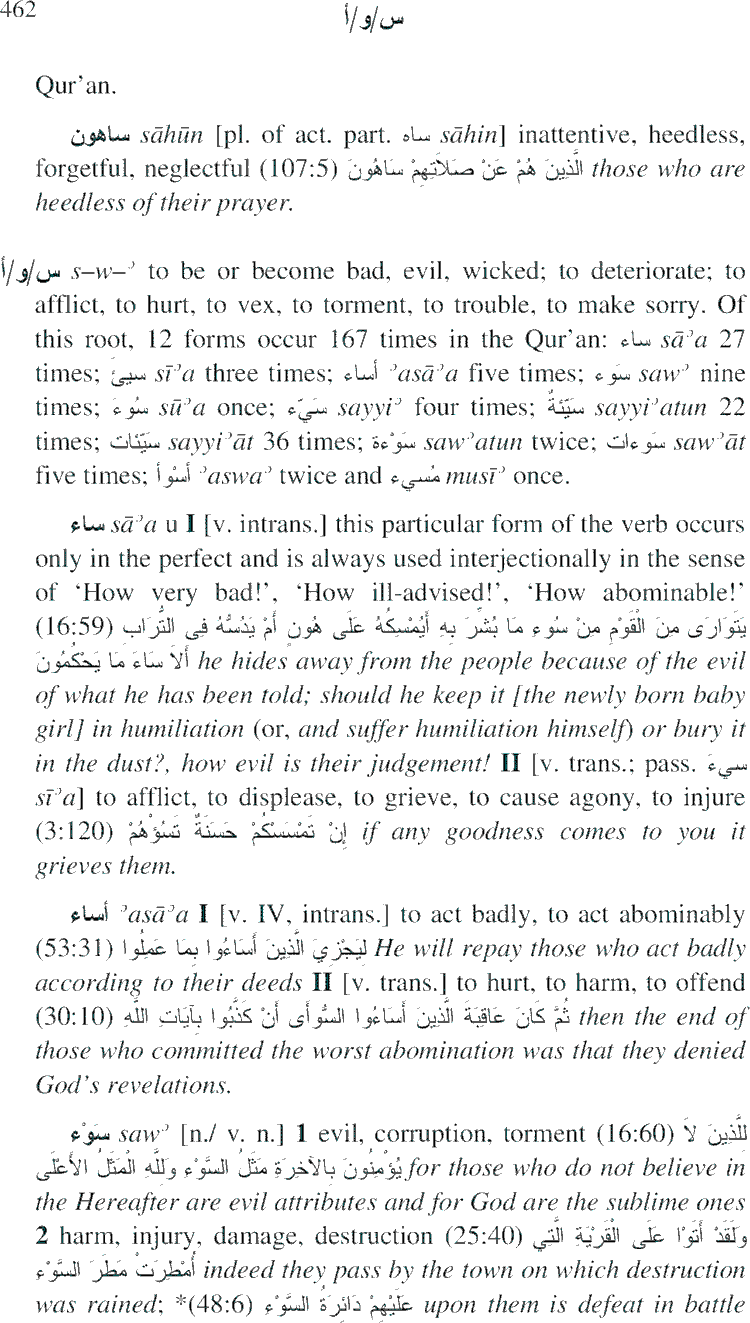 462
س/و/أ
Qur’an.
ساهون sāhūn [pl. of act. part. ساه sāhin] inattentive, heedless,
forgetful, neglectful (107:5) الَّذِينَ هُمْ عَنْ صَلَاتِهِمْ سَاهُونَ those who are
heedless of their prayer.
س/و/أ s–w–ʾ to be or become bad, evil, wicked; to deteriorate; to
afflict, to hurt, to vex, to torment, to trouble, to make sorry. Of
this root, 12 forms occur 167 times in the Qur’an: ساء sāʾa 27
times; سيئَ sīʾa three times; أساء ʾasāʾa five times; سَوء sawʾ nine
times; سُوءَ sūʾa once; سَيّء sayyiʾ four times; سَيّئةٌ sayyiʾatun 22
times; سَيّئات sayyiʾāt 36 times; سَوْءة sawʾatun twice; سَوءات sawʾāt
five times; أسْوأ ʾaswaʾ twice and مُسيء musīʾ once.
ساء sāʾa u I [v. intrans.] this particular form of the verb occurs
only in the perfect and is always used interjectionally in the sense
of ‘How very bad!’, ‘How ill-advised!’, ‘How abominable!’
(16:59) يَتَوَارَى مِنَ الْقَوْمِ مِنْ سُوءِ مَا بُشِّرَ بِهِ أَيُمْسِكُهُ عَلَى هُونٍ أَمْ يَدُسُّهُ فِى التُّرَابِ
أَلاَ سَاءَ مَا يَحْكُمُونَ he hides away from the people because of the evil
of what he has been told; should he keep it [the newly born baby
girl] in humiliation (or, and suffer humiliation himself) or bury it
in the dust?, how evil is their judgement! II [v. trans.; pass. سيءَ
sīʾa] to afflict, to displease, to grieve, to cause agony, to injure
(3:120) إِنْ تَمْسَسْكُمْ حَسَنَةٌ تَسُؤْهُمْ if any goodness comes to you it
grieves them.
أساء ʾasāʾa I [v. IV, intrans.] to act badly, to act abominably
(53:31) لِيَجْزِيَ الَّذِينَ أَسَاءُوا بِمَا عَمِلُوا He will repay those who act badly
according to their deeds II [v. trans.] to hurt, to harm, to offend
(30:10) ثُمَّ كَانَ عَاقِبَةَ الَّذِينَ أَسَاءُوا السُّوأَى أَنْ كَذَّبُوا بِآيَاتِ اللَّهِ then the end of
those who committed the worst abomination was that they denied
God’s revelations.
سَوْء sawʾ [n./ v. n.] 1 evil, corruption, torment (16:60) لِلَّذِينَ لاَ
يُؤْمِنُونَ بِالآخِرَةِ مَثَلُ السَّوْءِ وَلِلَّهِ الْمَثَلُ الأَعْلَى for those who do not believe in
the Hereafter are evil attributes and for God are the sublime ones
2 harm, injury, damage, destruction (25:40) وَلَقَدْ أَتَوْا عَلَى الْقَرْيَةِ الَّتِي
أُمْطِرَتْ مَطَرَ السَّوْءِ indeed they pass by the town on which destruction
was rained; *(48:6) عَلَيْهِمْ دَائِرَةُ السَّوْءِ upon them is defeat in battle